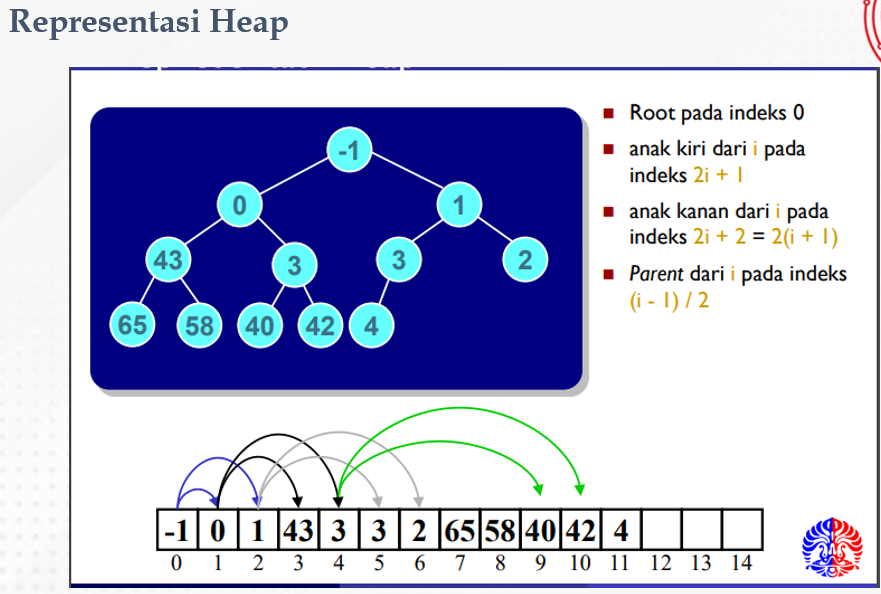 Representasi Heap
-1
0 1
43 3 3 2
65 58 40 42 4
■ Root pada indeks 0
■ anak kiri dari i pada
indeks 2i + 1
■ anak kanan dari i pada
indeks 2i + 2 = 2(i + 1)
■ Parent dari i pada indeks
(i - 1) / 2
-1 0 1 43 3 3 2 65 58 40 42 4
0 1 2 3 4 5 6 7 8 9 10 11 12 13 14